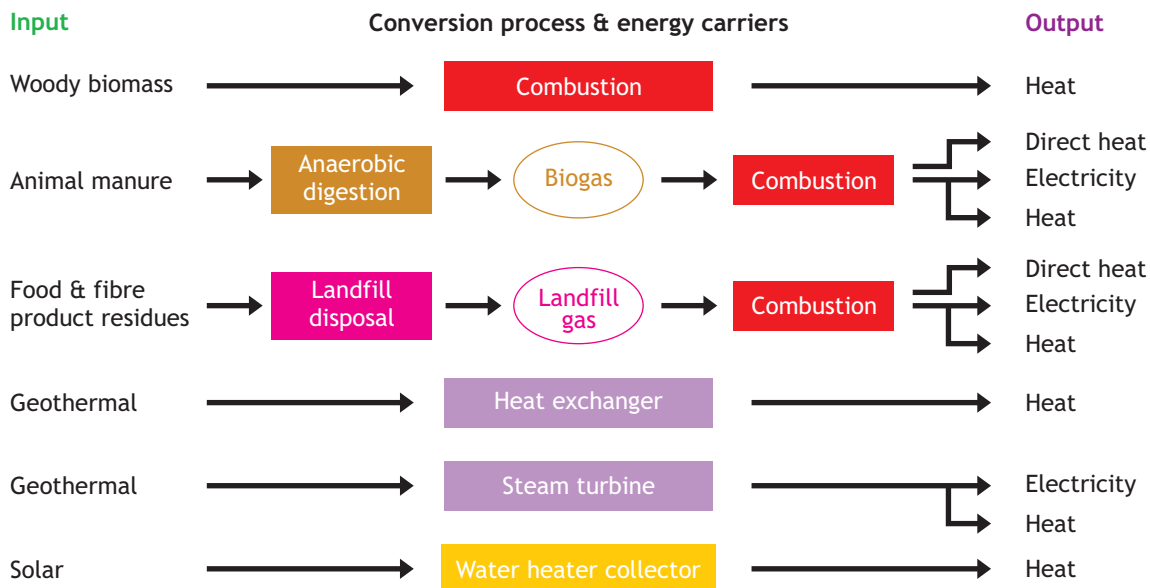 Input
Conversion process & energy carriers
Output
Woody biomass
Combustion
Heat
Animal manure
Anaerobic
digestion
Biogas
Combustion
Direct heat
Electricity
Heat
Food & fibre
product residues
Landfill
disposal
Landfill
gas
Combustion
Direct heat
Electricity
Heat
Geothermal
Heat exchanger
Heat
Geothermal
Steam turbine
Electricity
Heat
Solar
Water heater collector
Heat